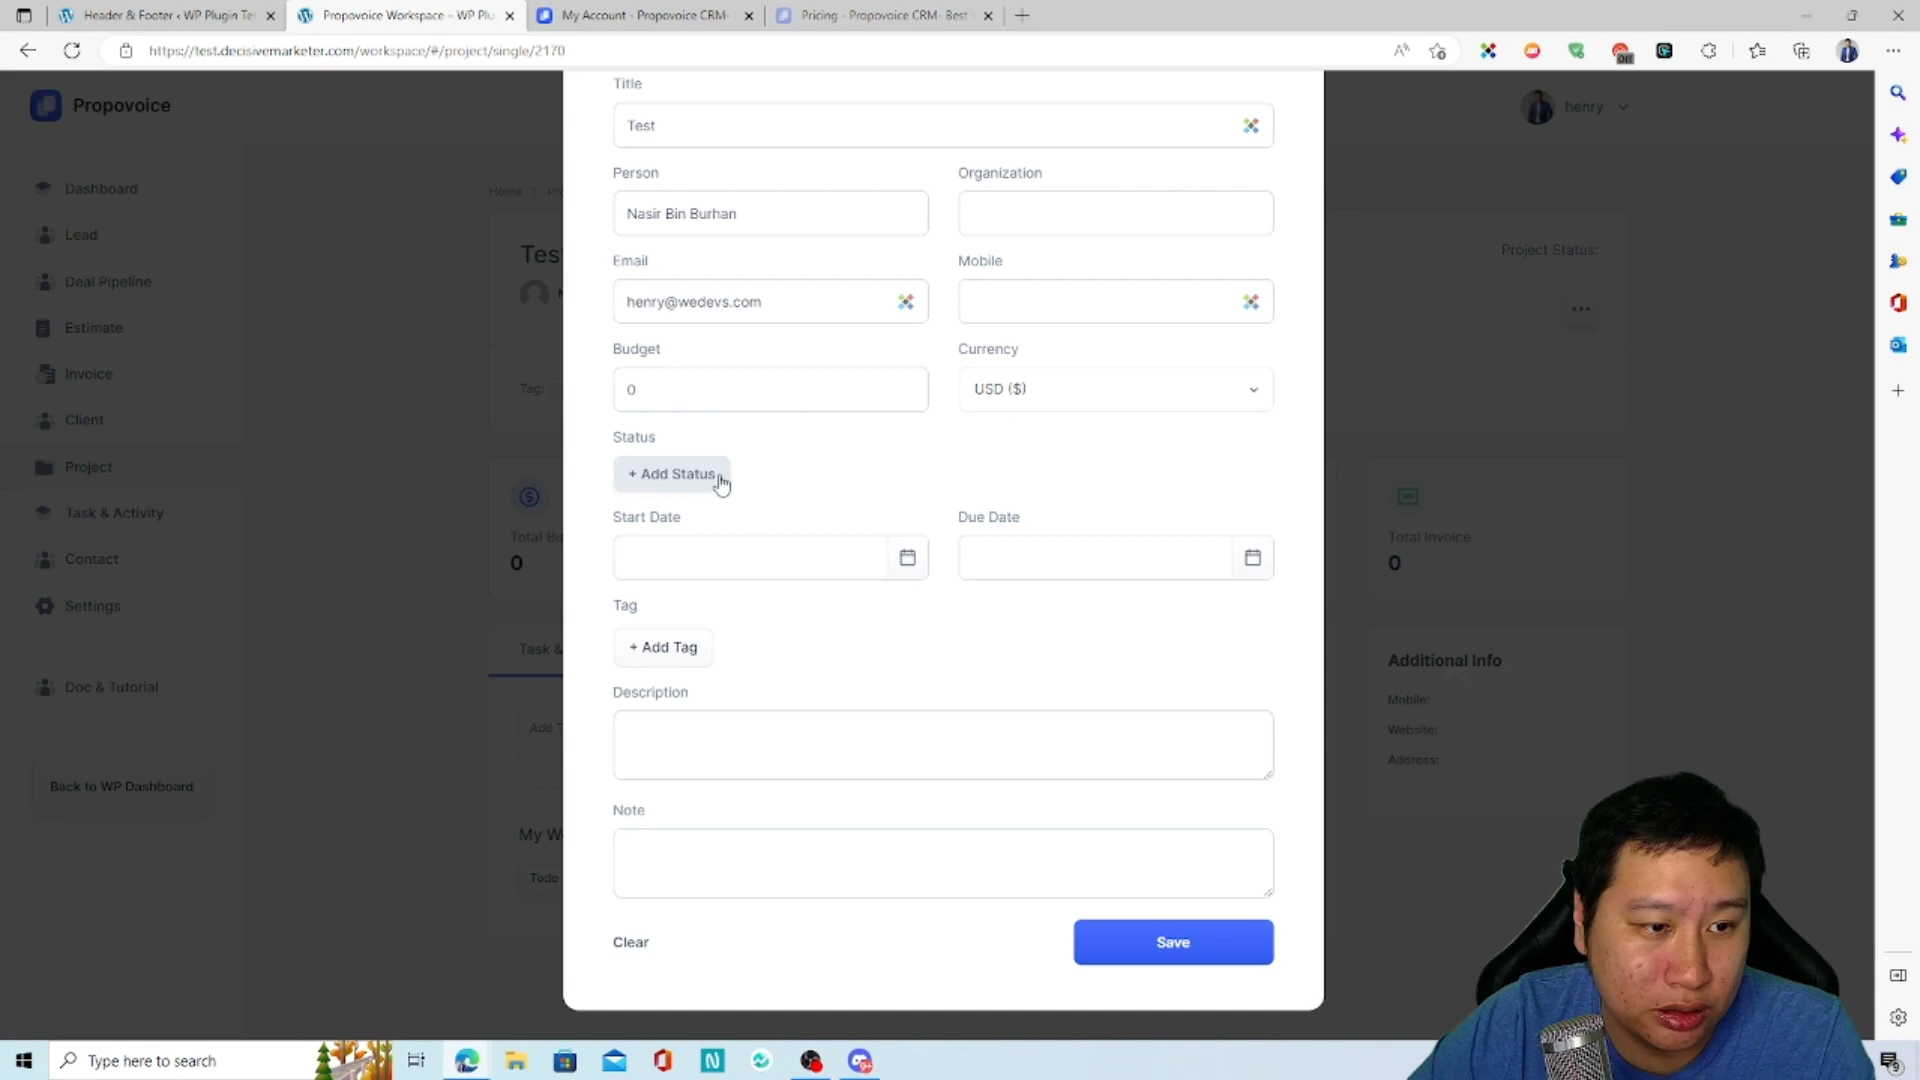 Header & Footer ‹ WP Plugin Te
Propovoice Workspace – WP Plu
My Account - Propovoice CRM-
Pricing - Propovoice CRM- Best
https://test.decisivemarketer.com/workspace/#/project/single/2170
Propovoice
henry
Dashboard
Lead
Deal Pipeline
Estimate
Invoice
Client
Project
Task & Activity
Contact
Settings
Doc & Tutorial
Back to WP Dashboard
Home
Tes
Project Status:
Tag:
Total Bu
0
Total Invoice
0
Task &
Add T
My W
Todo
Additional Info
Mobile:
Website:
Address:
Title
Test
Person
Organization
Nasir Bin Burhan
Email
Mobile
henry@wedevs.com
Budget
Currency
0
USD ($)
Status
+ Add Status
Start Date
Due Date
Tag
+ Add Tag
Description
Note
Clear
Save
Type here to search